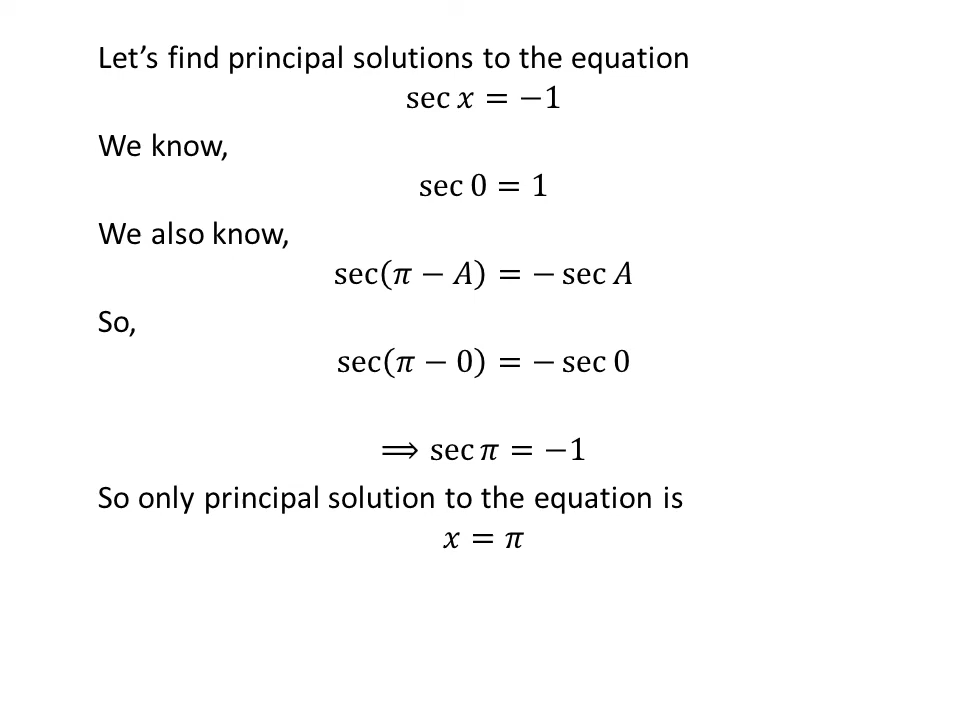 Let’s find principal solutions to the equation
sec 𝑥 = −1
We know,
sec 0 = 1
We also know,
sec(𝜋 − 𝐴) = − sec 𝐴
So,
sec(𝜋 − 0) = − sec 0
⟹ sec 𝜋 = −1
So only principal solution to the equation is
𝑥 = 𝜋